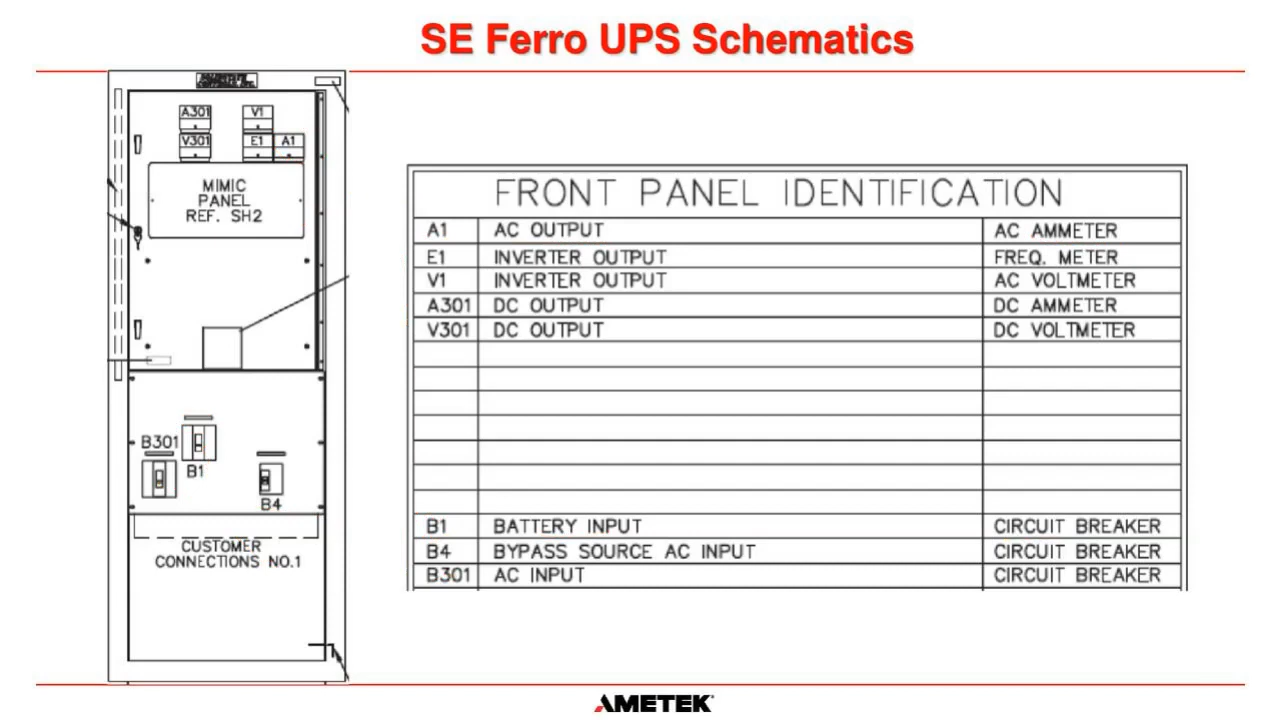 SE Ferro UPS Schematics
A301 V1
V301 E1 A1
MIMIC
PANEL
REF. SH2
B301
B1
B4
CUSTOMER
CONNECTIONS NO.1
FRONT PANEL IDENTIFICATION
A1 AC OUTPUT AC AMMETER
E1 INVERTER OUTPUT FREQ. METER
V1 INVERTER OUTPUT AC VOLTMETER
A301 DC OUTPUT DC AMMETER
V301 DC OUTPUT DC VOLTMETER
B1 BATTERY INPUT CIRCUIT BREAKER
B4 BYPASS SOURCE AC INPUT CIRCUIT BREAKER
B301 AC INPUT CIRCUIT BREAKER
AMETEK